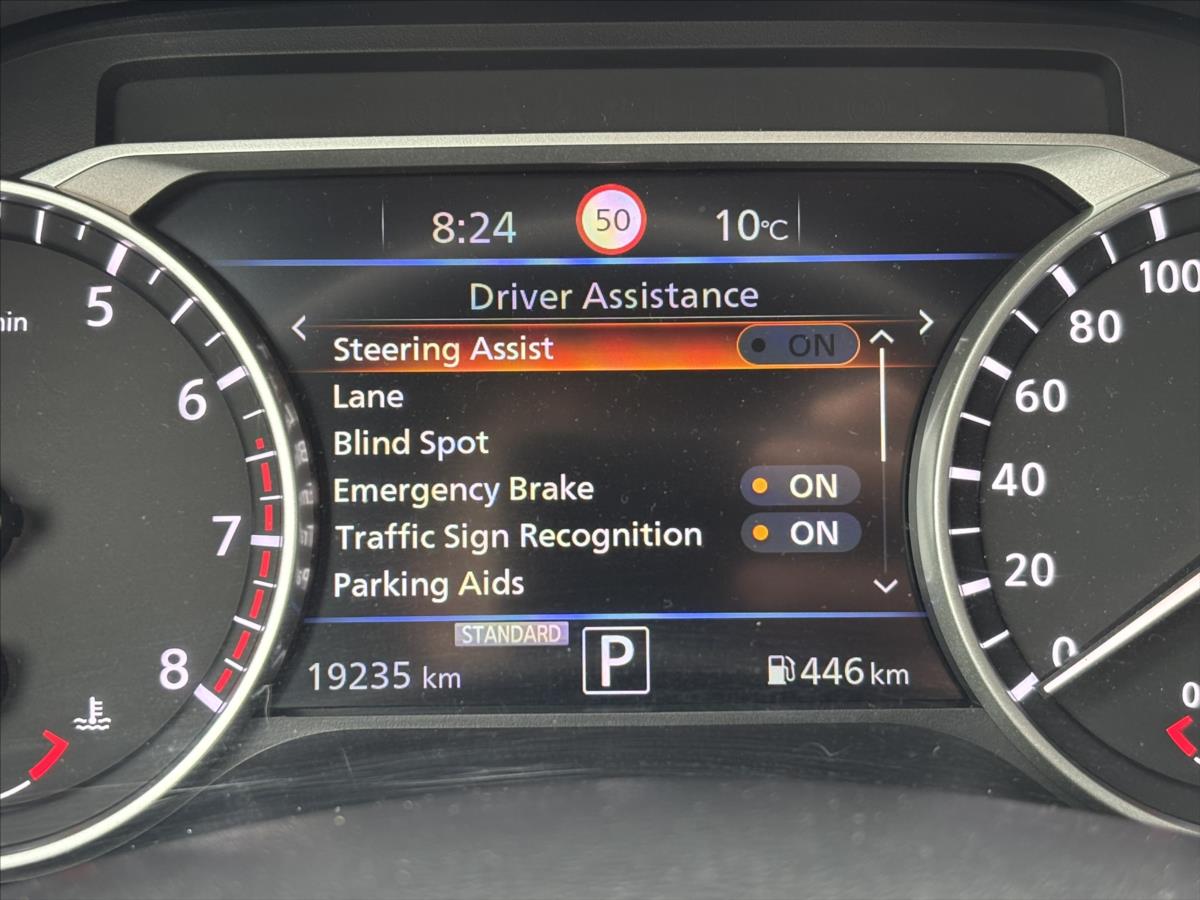 8:24 50 10°C
Driver Assistance
Steering Assist ON
Lane
Blind Spot
Emergency Brake ON
Traffic Sign Recognition ON
Parking Aids
STANDARD
19235 km P 446 km
5
6
7
8
100
80
60
40
20
0
0